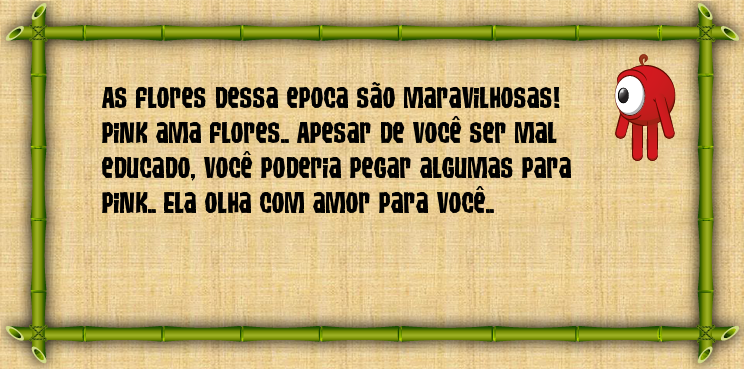 As flores dessa epoca são maravilhosas!
Pink ama flores.. Apesar de você ser mal
educado, você poderia pegar algumas para
Pink.. Ela olha com amor para você..